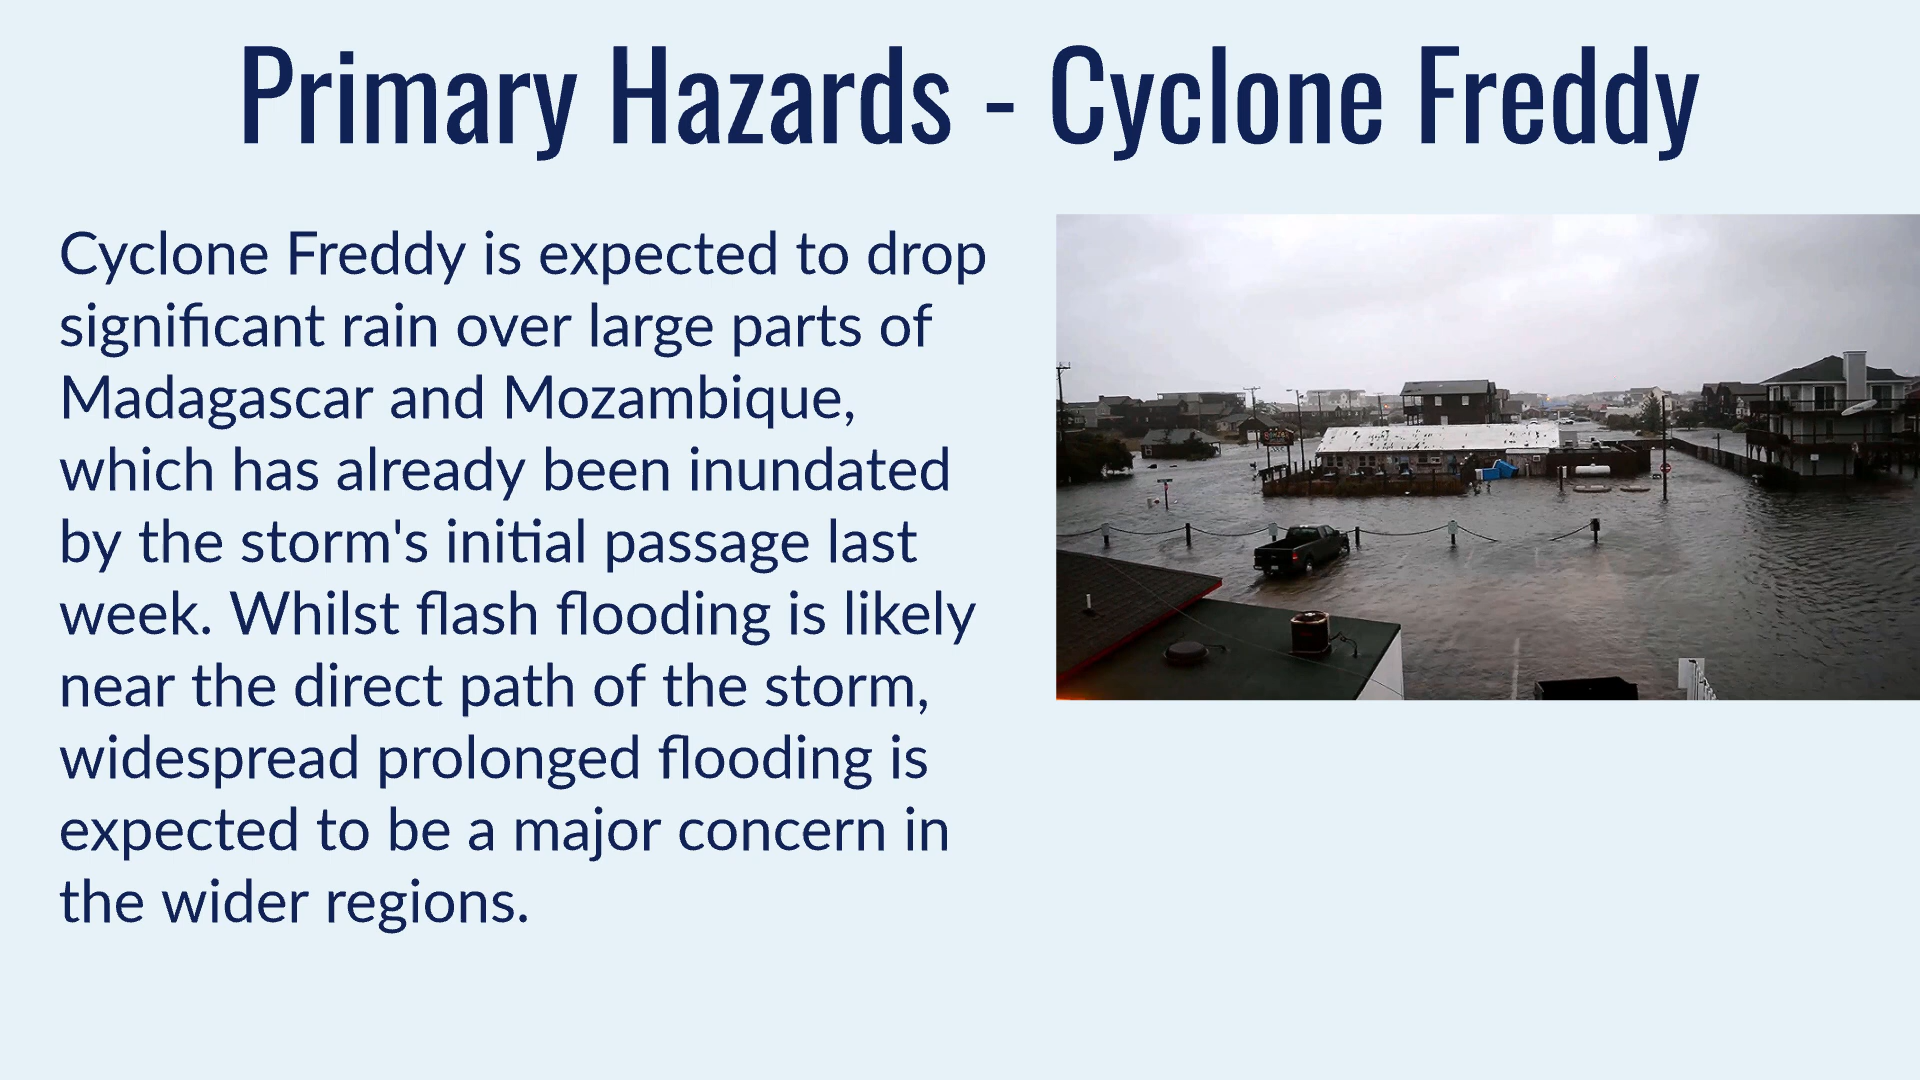 Primary Hazards - Cyclone Freddy
Cyclone Freddy is expected to drop
significant rain over large parts of
Madagascar and Mozambique,
which has already been inundated
by the storm's initial passage last
week. Whilst flash flooding is likely
near the direct path of the storm,
widespread prolonged flooding is
expected to be a major concern in
the wider regions.